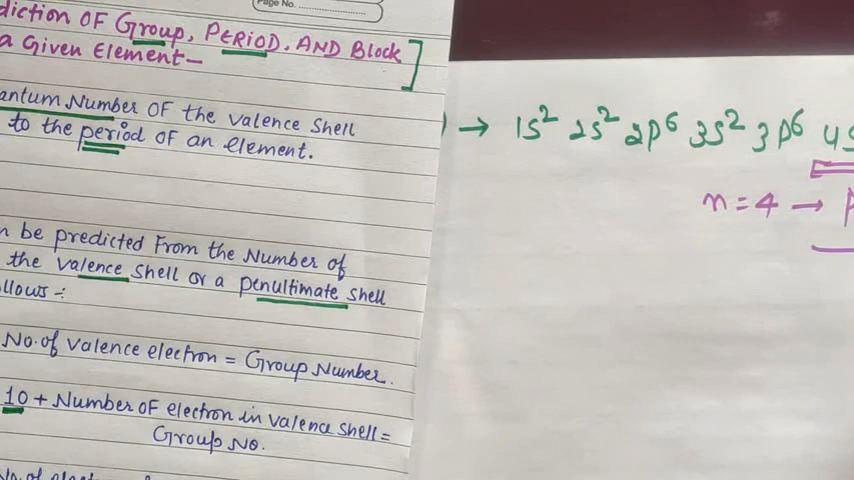 Page No.
diction OF Group, PERIOD, AND Block
a Given Element—
antum Number OF the valence Shell
to the period OF an element.
n be predicted From the Number of
the valence Shell or a penultimate shell
llows :-
No. of valence electron = Group Number.
10 + Number OF electron in valence shell =
Group No.
) → 1S² 2S² 2P⁶ 3S² 3P⁶ 4S
n = 4 → P